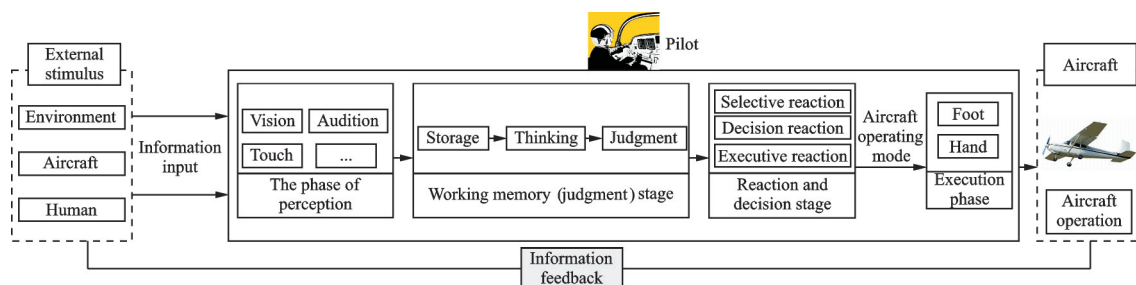 Pilot
External
stimulus
Environment
Aircraft
Human
Information
input
Vision
Audition
Touch
...
The phase of
perception
Storage
Thinking
Judgment
Working memory (judgment) stage
Selective reaction
Decision reaction
Executive reaction
Reaction and
decision stage
Aircraft
operating
mode
Foot
Hand
Execution
phase
Aircraft
Aircraft
operation
Information
feedback